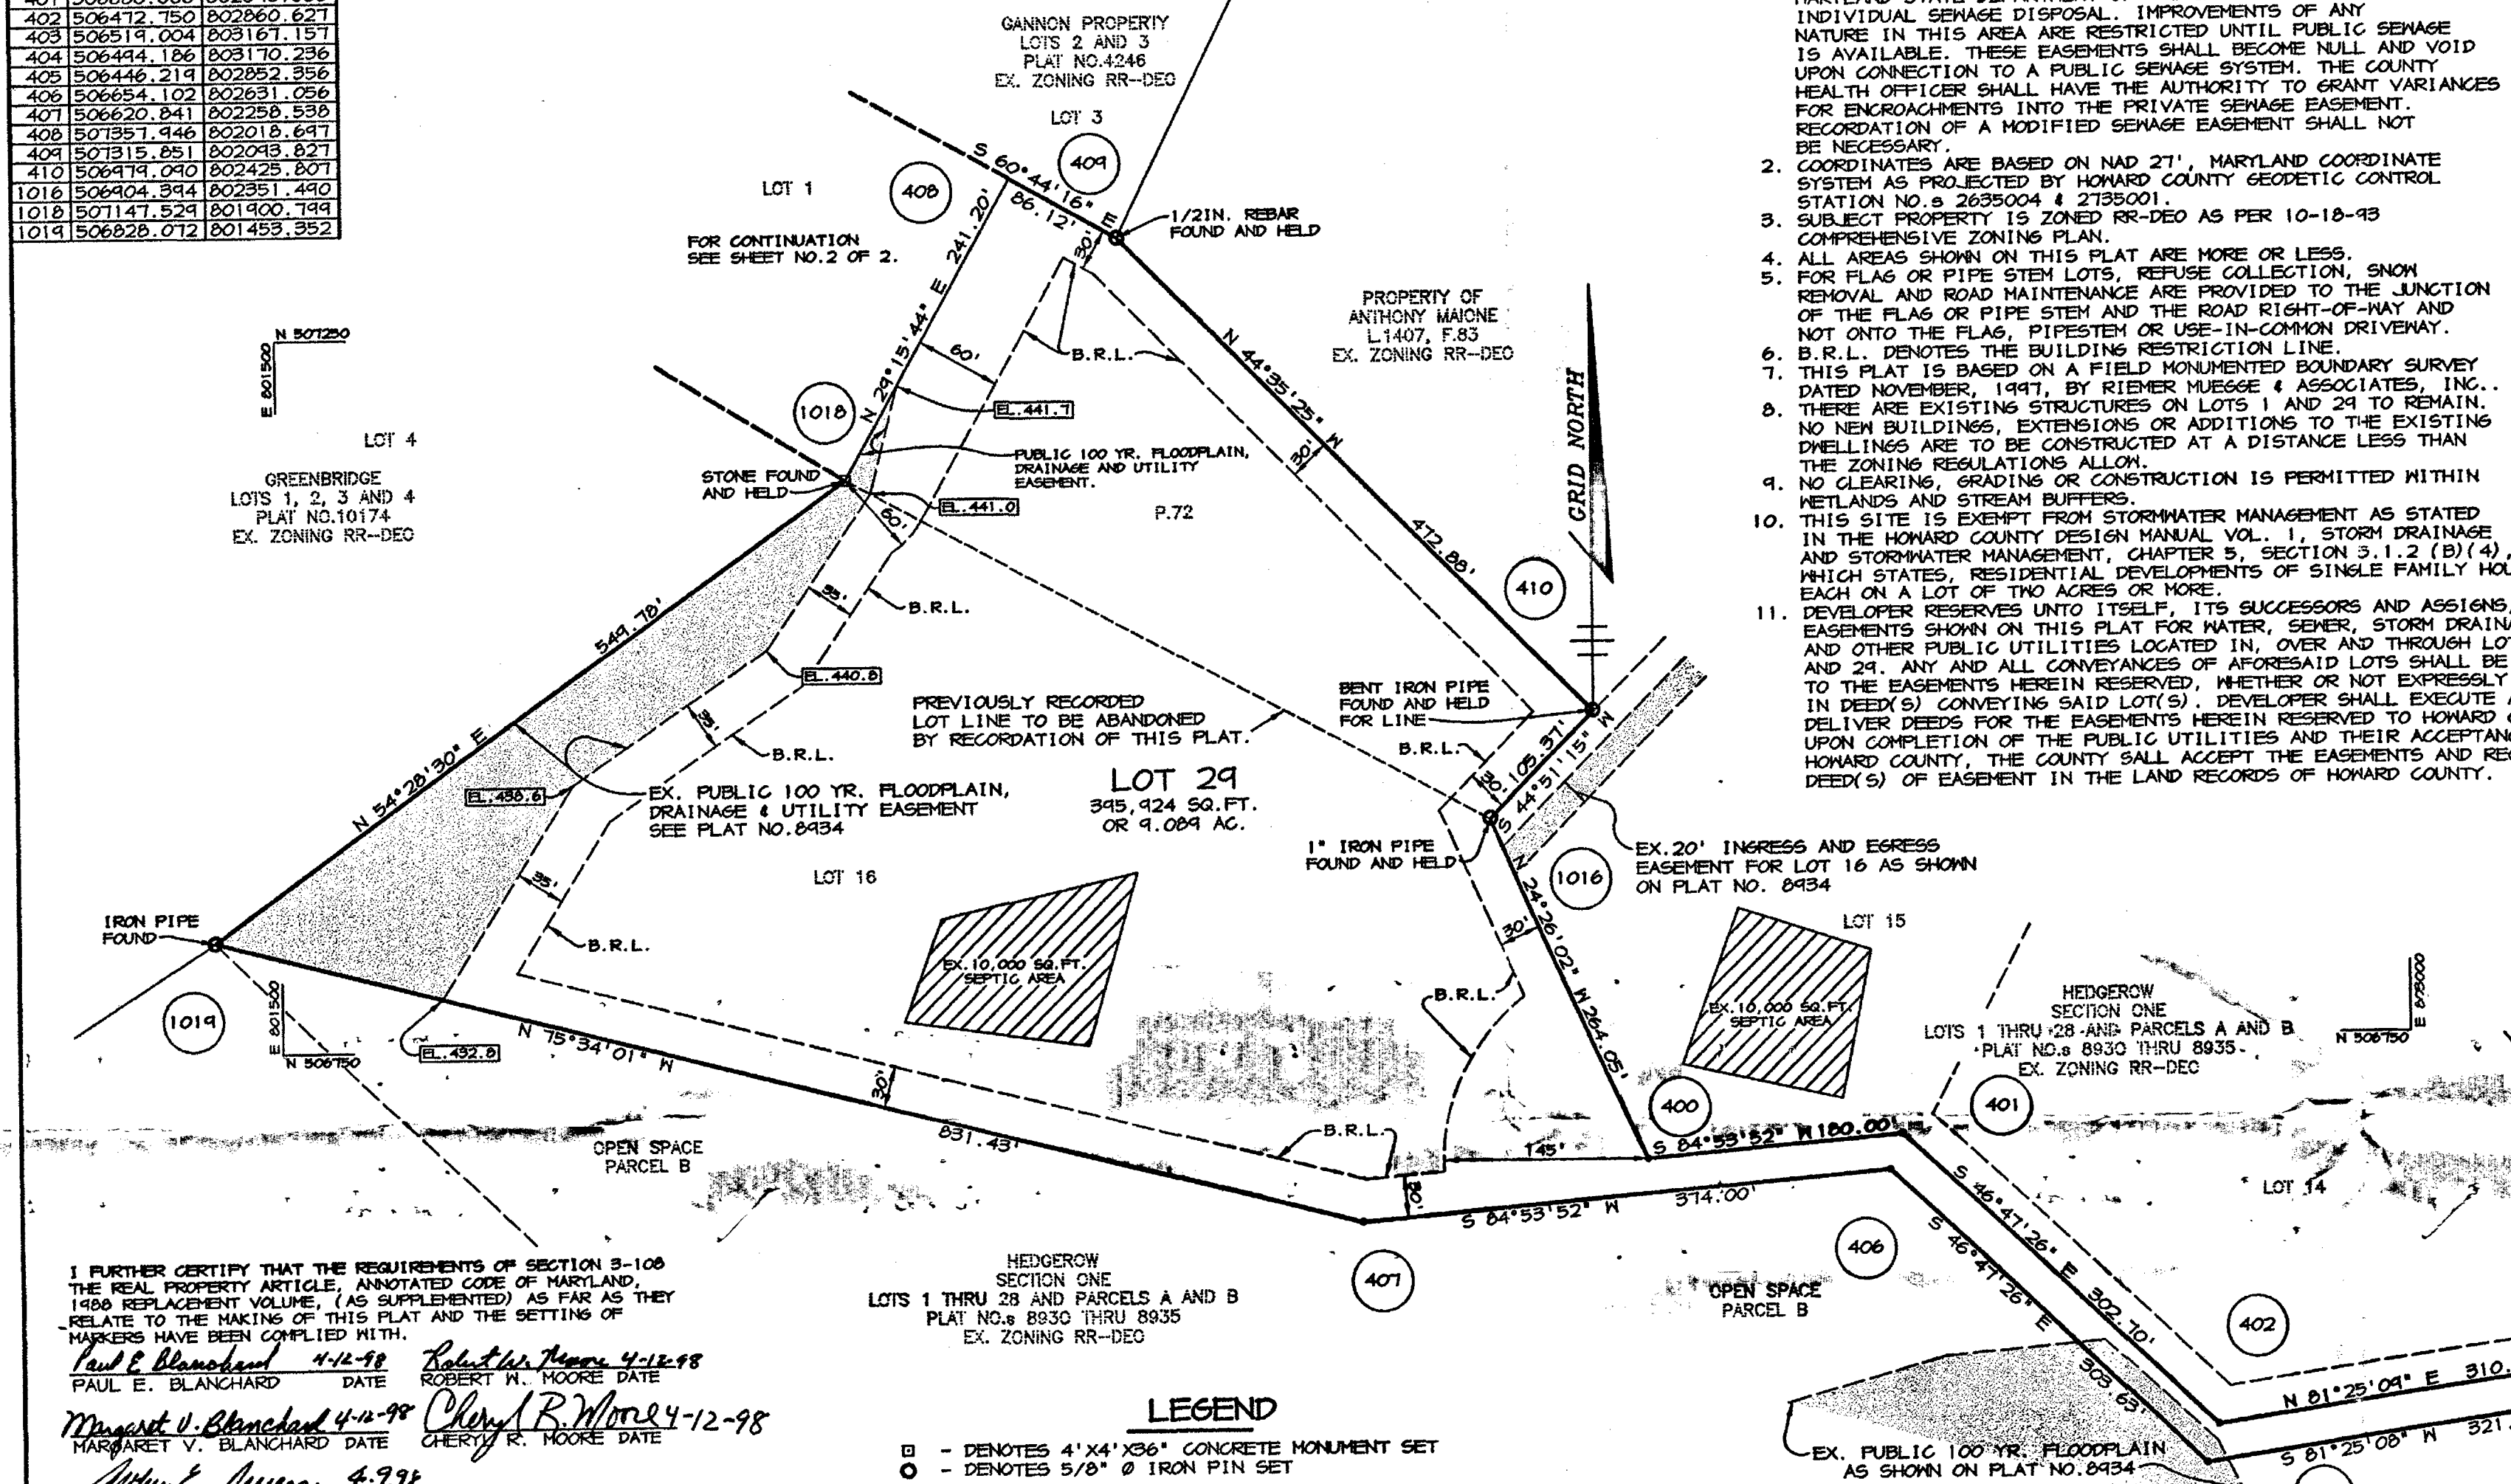 402 506472.750 802860.627
403 506519.004 803167.157
404 506494.186 803170.236
405 506446.219 802852.356
406 506654.102 802631.056
407 506620.841 802258.538
408 507357.946 802018.697
409 507315.851 802093.827
410 506979.090 802425.807
1016 506904.394 802351.490
1018 507147.529 801900.799
1019 506828.072 801453.352
GANNON PROPERTY
LOTS 2 AND 3
PLAT NO.4246
EX. ZONING RR--DEO
LOT 3
409
S 60°44'16" E
86.12'
408
LOT 1
30'
1/2IN. REBAR
FOUND AND HELD
FOR CONTINUATION
SEE SHEET NO.2 OF 2.
N 29°15'44" E 241.20'
60'
B.R.L.
PROPERTY OF
ANTHONY MAIONE
L.1407, F.83
EX. ZONING RR--DEO
N 44°35'25" W
472.88'
30'
GRID NORTH
N 507250
E 801500
LOT 4
GREENBRIDGE
LOTS 1, 2, 3 AND 4
PLAT NO.10174
EX. ZONING RR--DEO
1018
EL.441.7
PUBLIC 100 YR. FLOODPLAIN,
DRAINAGE AND UTILITY
EASEMENT.
STONE FOUND
AND HELD
EL.441.0
60'
P.72
410
35'
B.R.L.
549.78'
N 54°28'30" E
EL.440.8
35'
B.R.L.
PREVIOUSLY RECORDED
LOT LINE TO BE ABANDONED
BY RECORDATION OF THIS PLAT.
BENT IRON PIPE
FOUND AND HELD
FOR LINE
B.R.L.
30'
105.37'
S 44°51'15" W
EL.438.6
EX. PUBLIC 100 YR. FLOODPLAIN,
DRAINAGE & UTILITY EASEMENT
SEE PLAT NO.8934
LOT 29
395,924 SQ.FT.
OR 9.089 AC.
1" IRON PIPE
FOUND AND HELD
EX.20' INGRESS AND EGRESS
EASEMENT FOR LOT 16 AS SHOWN
ON PLAT NO. 8934
1016
LOT 16
35'
B.R.L.
IRON PIPE
FOUND
1019
E 801500
N 506750
EL.432.8
EX.10,000 SQ.FT.
SEPTIC AREA
N 24°26'02" W 264.05'
30'
B.R.L.
LOT 15
EX.10,000 SQ.FT.
SEPTIC AREA
HEDGEROW
SECTION ONE
LOTS 1 THRU 28 AND PARCELS A AND B
PLAT NO.s 8930 THRU 8935
EX. ZONING RR--DEO
E 803000
N 506750
N 75°34'01" W
831.43'
30'
B.R.L.
OPEN SPACE
PARCEL B
400
401
145'
S 84°53'52" W 180.00'
30'
S 84°53'52" W 374.00'
407
406
S 46°47'26" E 302.70'
S 46°47'26" E
303.63'
LOT 14
402
N 81°25'09" E 310.
S 81°25'08" W 321.
OPEN SPACE
PARCEL B
HEDGEROW
SECTION ONE
LOTS 1 THRU 28 AND PARCELS A AND B
PLAT NO.s 8930 THRU 8935
EX. ZONING RR--DEO
EX. PUBLIC 100 YR. FLOODPLAIN
AS SHOWN ON PLAT NO.8934
INDIVIDUAL SEWAGE DISPOSAL. IMPROVEMENTS OF ANY
NATURE IN THIS AREA ARE RESTRICTED UNTIL PUBLIC SEWAGE
IS AVAILABLE. THESE EASEMENTS SHALL BECOME NULL AND VOID
UPON CONNECTION TO A PUBLIC SEWAGE SYSTEM. THE COUNTY
HEALTH OFFICER SHALL HAVE THE AUTHORITY TO GRANT VARIANCES
FOR ENCROACHMENTS INTO THE PRIVATE SEWAGE EASEMENT.
RECORDATION OF A MODIFIED SEWAGE EASEMENT SHALL NOT
BE NECESSARY.
2. COORDINATES ARE BASED ON NAD 27', MARYLAND COORDINATE
SYSTEM AS PROJECTED BY HOWARD COUNTY GEODETIC CONTROL
STATION NO.s 2635004 & 2735001.
3. SUBJECT PROPERTY IS ZONED RR-DEO AS PER 10-18-93
COMPREHENSIVE ZONING PLAN.
4. ALL AREAS SHOWN ON THIS PLAT ARE MORE OR LESS.
5. FOR FLAG OR PIPE STEM LOTS, REFUSE COLLECTION, SNOW
REMOVAL AND ROAD MAINTENANCE ARE PROVIDED TO THE JUNCTION
OF THE FLAG OR PIPE STEM AND THE ROAD RIGHT-OF-WAY AND
NOT ONTO THE FLAG, PIPESTEM OR USE-IN-COMMON DRIVEWAY.
6. B.R.L. DENOTES THE BUILDING RESTRICTION LINE.
7. THIS PLAT IS BASED ON A FIELD MONUMENTED BOUNDARY SURVEY
DATED NOVEMBER, 1997, BY RIEMER MUEGGE & ASSOCIATES, INC..
8. THERE ARE EXISTING STRUCTURES ON LOTS 1 AND 29 TO REMAIN.
NO NEW BUILDINGS, EXTENSIONS OR ADDITIONS TO THE EXISTING
DWELLINGS ARE TO BE CONSTRUCTED AT A DISTANCE LESS THAN
THE ZONING REGULATIONS ALLOW.
9. NO CLEARING, GRADING OR CONSTRUCTION IS PERMITTED WITHIN
WETLANDS AND STREAM BUFFERS.
10. THIS SITE IS EXEMPT FROM STORMWATER MANAGEMENT AS STATED
IN THE HOWARD COUNTY DESIGN MANUAL VOL. 1, STORM DRAINAGE
AND STORMWATER MANAGEMENT, CHAPTER 5, SECTION 3.1.2 (B)(4),
WHICH STATES, RESIDENTIAL DEVELOPMENTS OF SINGLE FAMILY HOU
EACH ON A LOT OF TWO ACRES OR MORE.
11. DEVELOPER RESERVES UNTO ITSELF, ITS SUCCESSORS AND ASSIGNS,
EASEMENTS SHOWN ON THIS PLAT FOR WATER, SEWER, STORM DRAINA
AND OTHER PUBLIC UTILITIES LOCATED IN, OVER AND THROUGH LOT
AND 29. ANY AND ALL CONVEYANCES OF AFORESAID LOTS SHALL BE
TO THE EASEMENTS HEREIN RESERVED, WHETHER OR NOT EXPRESSLY
IN DEED(S) CONVEYING SAID LOT(S). DEVELOPER SHALL EXECUTE
DELIVER DEEDS FOR THE EASEMENTS HEREIN RESERVED TO HOWARD
UPON COMPLETION OF THE PUBLIC UTILITIES AND THEIR ACCEPTANC
HOWARD COUNTY, THE COUNTY SALL ACCEPT THE EASEMENTS AND REC
DEED(S) OF EASEMENT IN THE LAND RECORDS OF HOWARD COUNTY.
I FURTHER CERTIFY THAT THE REQUIREMENTS OF SECTION 3-108
THE REAL PROPERTY ARTICLE, ANNOTATED CODE OF MARYLAND,
1988 REPLACEMENT VOLUME, (AS SUPPLEMENTED) AS FAR AS THEY
RELATE TO THE MAKING OF THIS PLAT AND THE SETTING OF
MARKERS HAVE BEEN COMPLIED WITH.
Paul E Blanchard 4-12-98 Robert W. Moore 4-12-98
PAUL E. BLANCHARD DATE ROBERT W. MOORE DATE
Margaret V. Blanchard 4-12-98 Cheryl R. Moore 4-12-98
MARGARET V. BLANCHARD DATE CHERYL R. MOORE DATE
LEGEND
- DENOTES 4'X4'X36" CONCRETE MONUMENT SET
- DENOTES 5/8" Ø IRON PIN SET